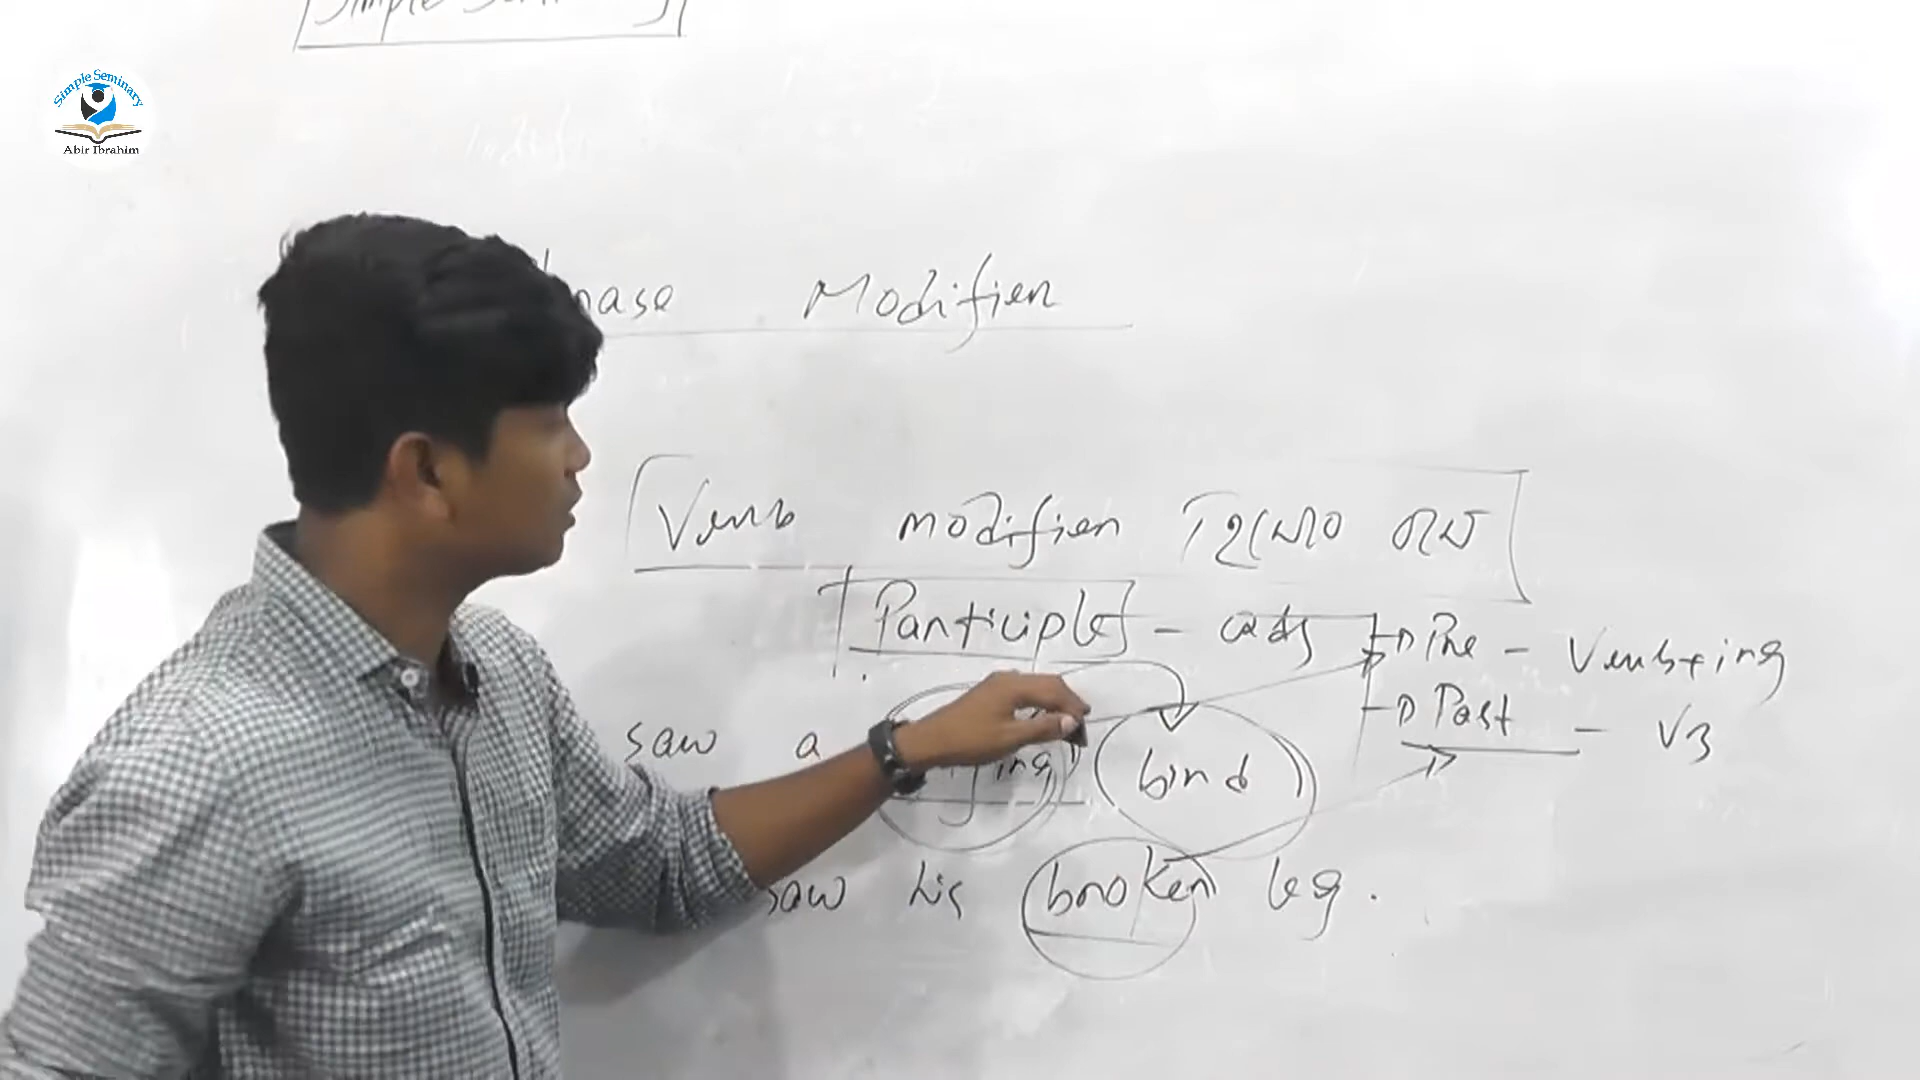 Simple
Simple Seminary
Abir Ibrahim
Modifier
Verb modifier
Participle - adj → Pre - Verb+ing
→ Past - V3
saw a bird
saw his broken leg.